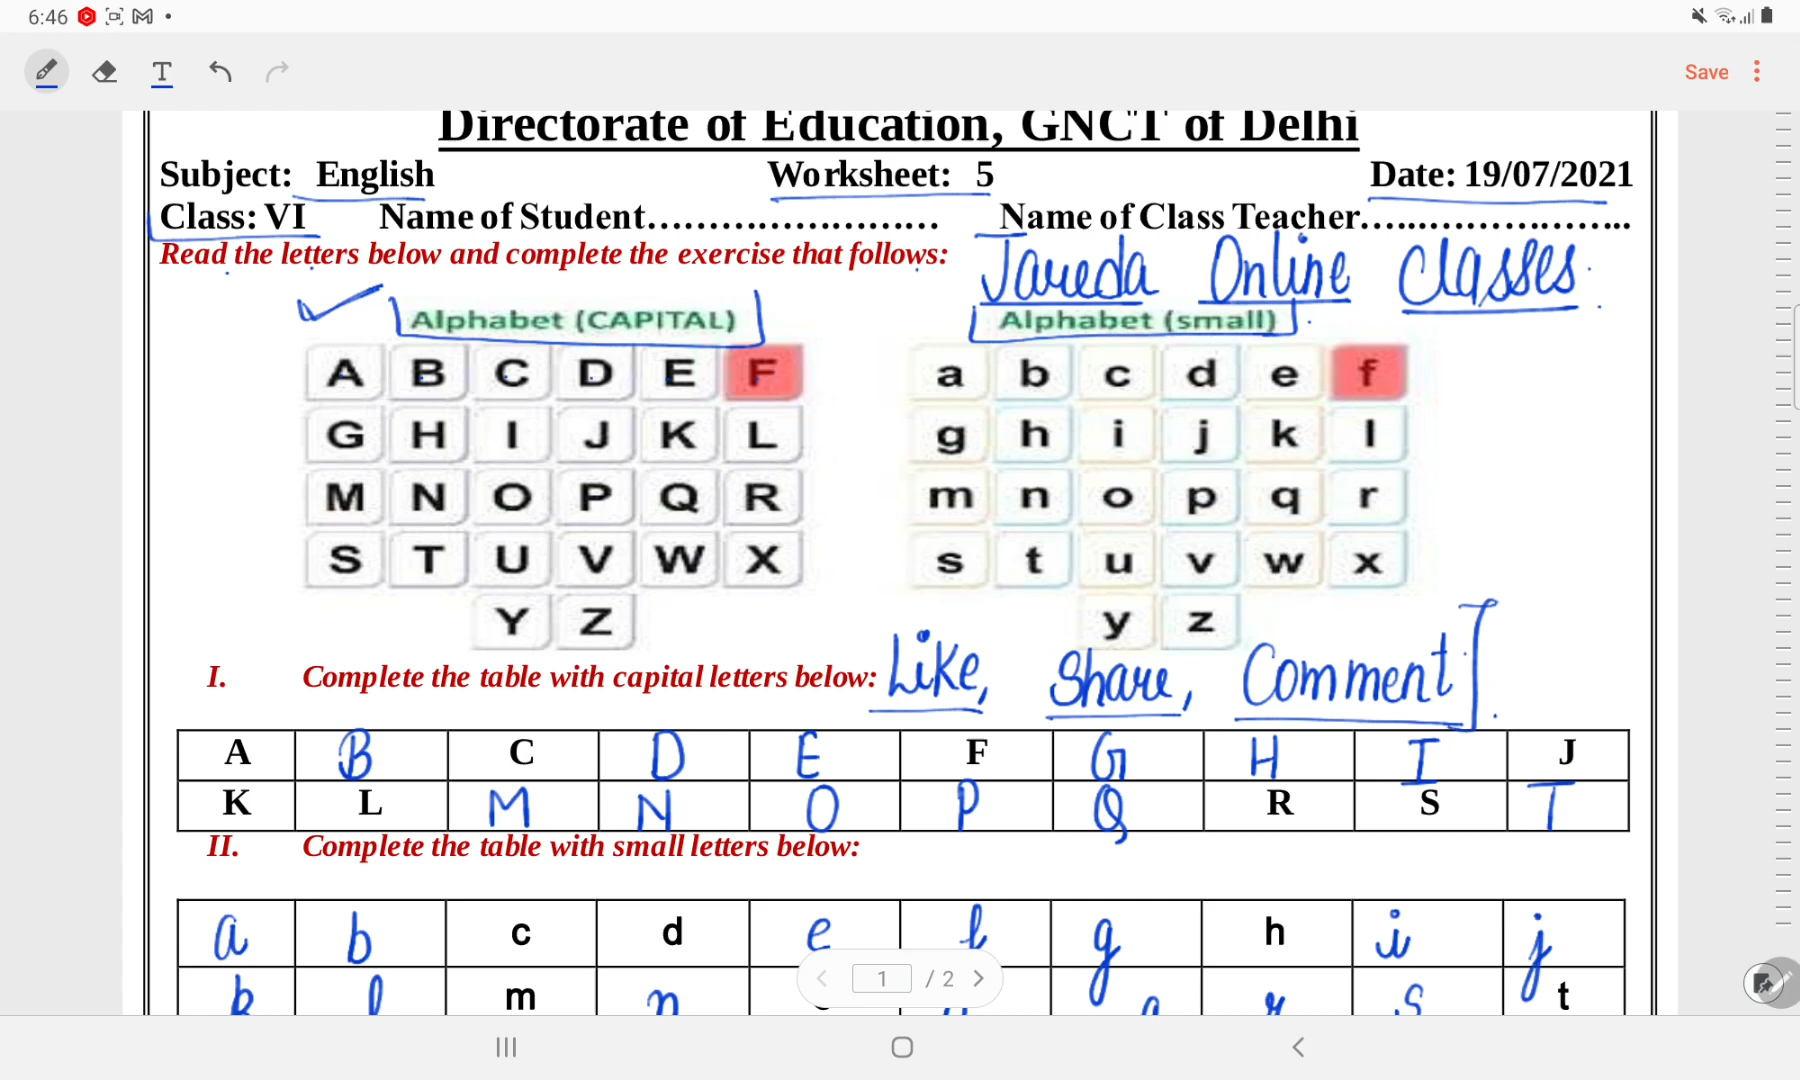 6:46
Save
Directorate of Education, GNCT of Delhi
Subject: English Worksheet: 5 Date: 19/07/2021
Class: VI Name of Student........................ Name of Class Teacher........................
Read the letters below and complete the exercise that follows:
Javeda Online Classes.
Alphabet (CAPITAL) Alphabet (small)
A B C D E F a b c d e f
G H I J K L g h i j k l
M N O P Q R m n o p q r
S T U V W X s t u v w x
Y Z y z
I. Complete the table with capital letters below: Like, Share, Comment
A B C D E F G H I J
K L M N O P Q R S T
II. Complete the table with small letters below:
a b c d e g h i j
k l m n r s t
1 / 2